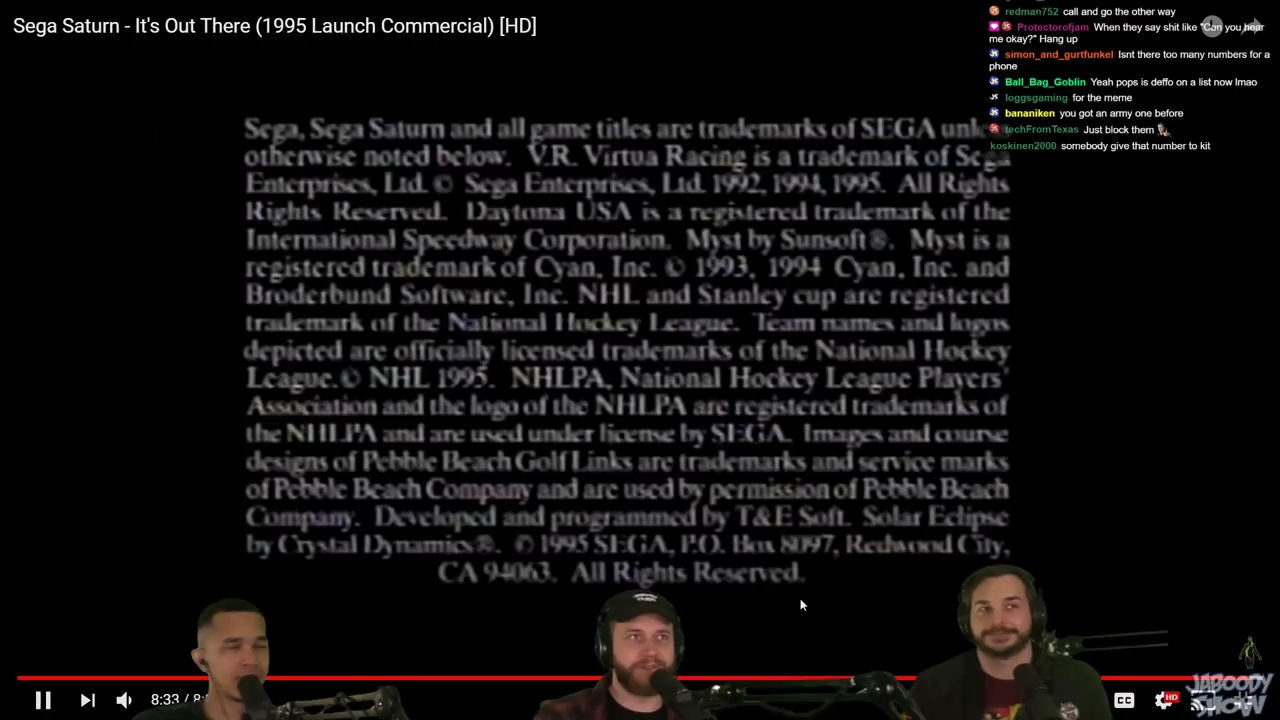 Sega Saturn - It's Out There (1995 Launch Commercial) [HD]
redman752 call and go the other way
Protectorofjam When they say shit like "Can you hear
me okay?" Hang up
simon_and_gurtfunkel Isnt there too many numbers for a
phone
Ball_Bag_Goblin Yeah pops is deffo on a list now lmao
loggsgaming for the meme
bananiken you got an army one before
techFromTexas Just block them
koskinen2000 somebody give that number to kit
Sega, Sega Saturn and all game titles are trademarks of SEGA
otherwise noted below. V.R. Virtua Racing is a trademark of Sega
Enterprises, Ltd. © Sega Enterprises, Ltd. 1992, 1994, 1995. All Rights
Rights Reserved. Daytona USA is a registered trademark of the
International Speedway Corporation. Myst by Sunsoft®. Myst is a
registered trademark of Cyan, Inc. © 1993, 1994 Cyan, Inc. and
Broderbund Software, Inc. NHL and Stanley cup are registered
trademark of the National Hockey League. Team names and logos
depicted are officially licensed trademarks of the National Hockey
League.© NHL 1995. NHLPA, National Hockey League Players'
Association and the logo of the NHLPA are registered trademarks of
the NHLPA and are used under license by SEGA. Images and course
designs of Pebble Beach Golf Links are trademarks and service marks
of Pebble Beach Company and are used by permission of Pebble Beach
Company. Developed and programmed by T&E Soft. Solar Eclipse
by Crystal Dynamics®. © 1995 SEGA, P.O. Box 8097, Redwood City,
CA 94063. All Rights Reserved.
8:33 / 8:
CC
HD
JABOODY
SHOW